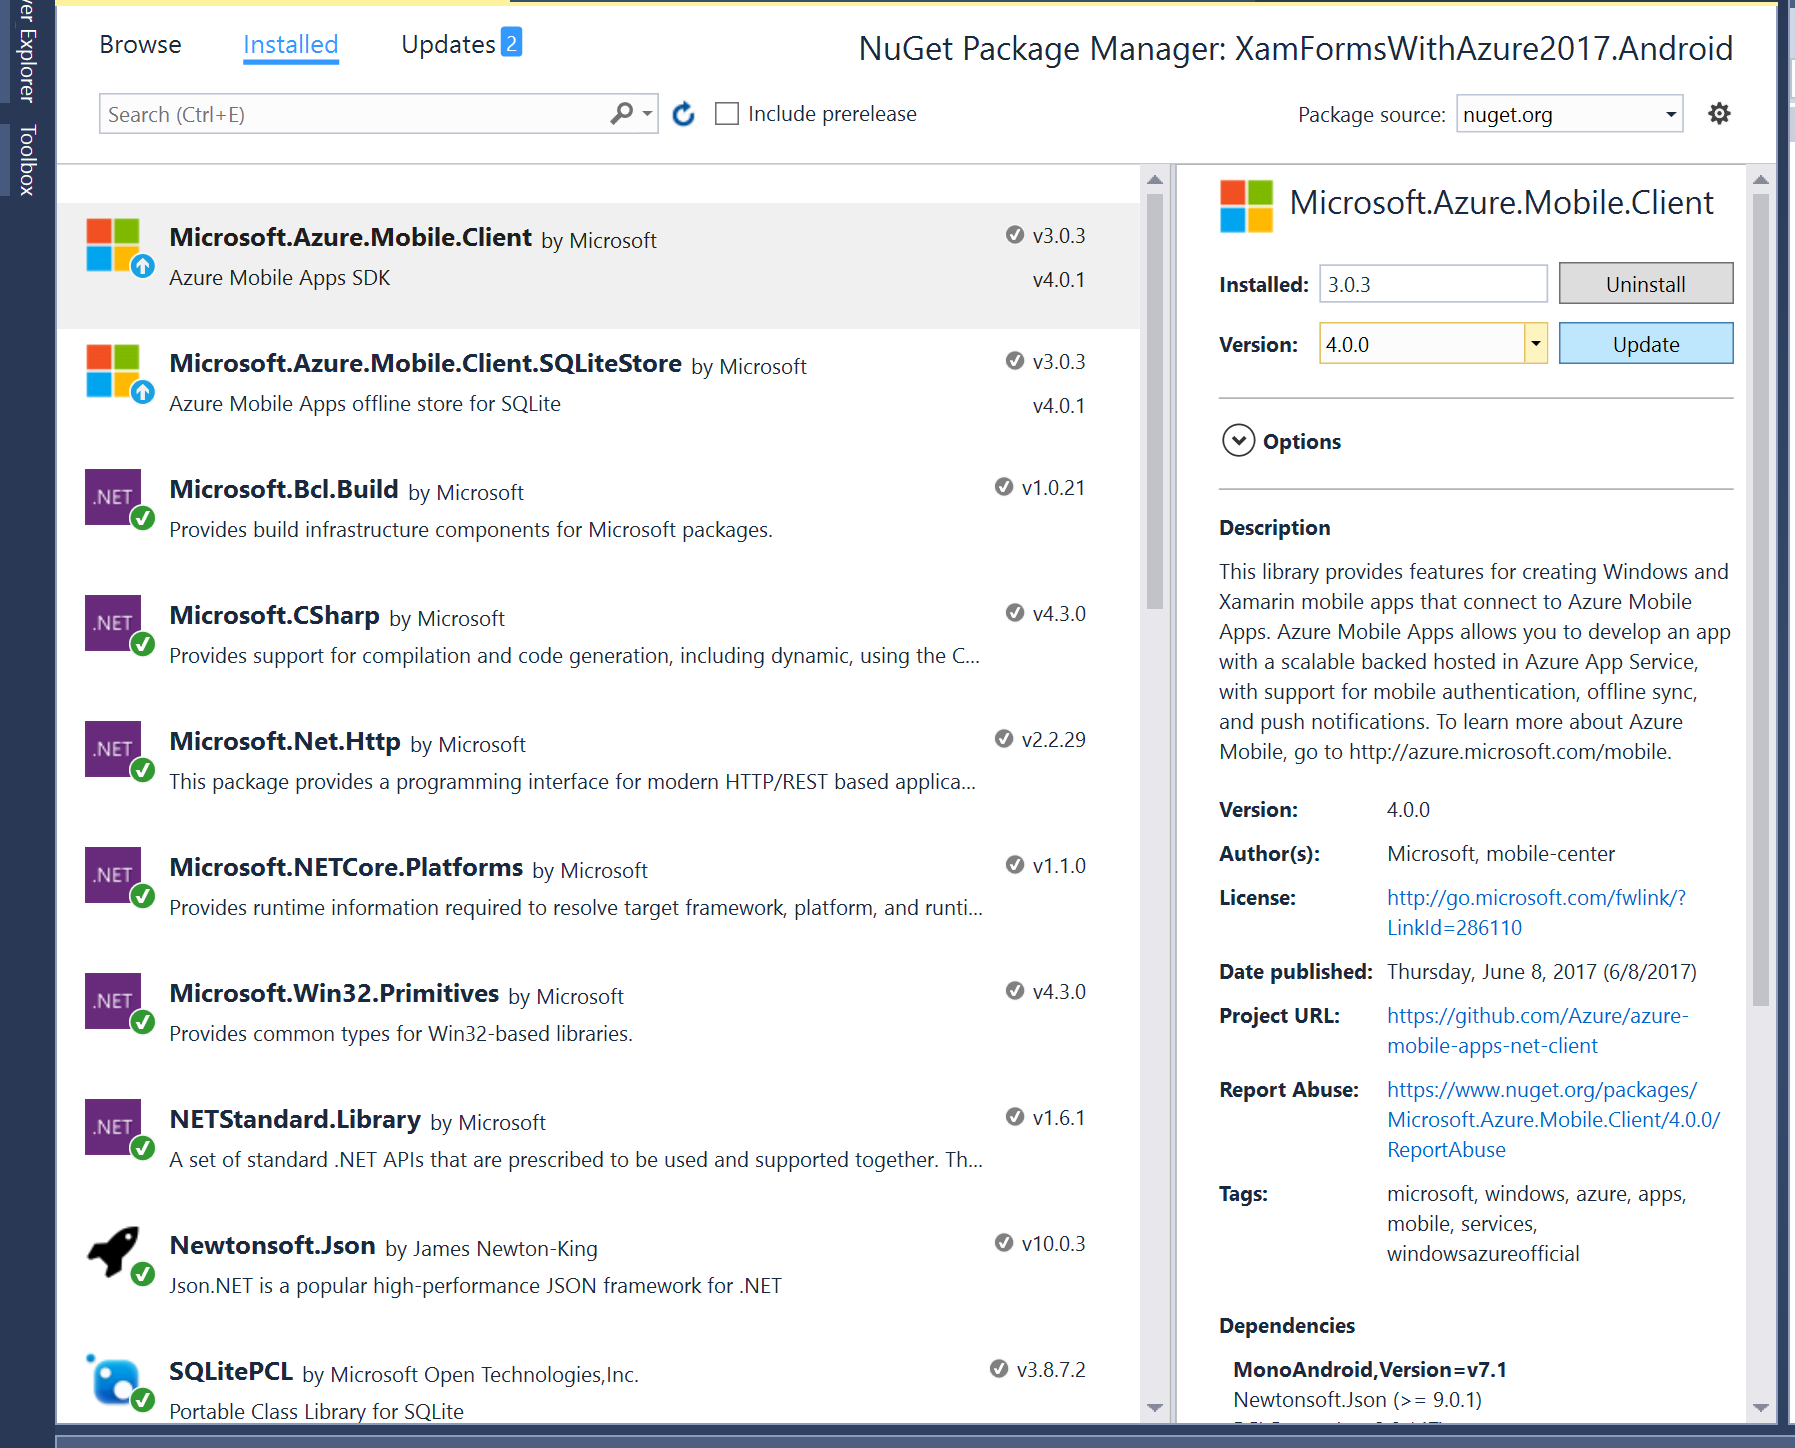 ver Explorer
Toolbox
Browse
Installed
Updates 2
NuGet Package Manager: XamFormsWithAzure2017.Android
Search (Ctrl+E)
Include prerelease
Package source: nuget.org
Microsoft.Azure.Mobile.Client by Microsoft
v3.0.3
Azure Mobile Apps SDK
v4.0.1
Microsoft.Azure.Mobile.Client.SQLiteStore by Microsoft
v3.0.3
Azure Mobile Apps offline store for SQLite
v4.0.1
.NET
Microsoft.Bcl.Build by Microsoft
v1.0.21
Provides build infrastructure components for Microsoft packages.
.NET
Microsoft.CSharp by Microsoft
v4.3.0
Provides support for compilation and code generation, including dynamic, using the C...
.NET
Microsoft.Net.Http by Microsoft
v2.2.29
This package provides a programming interface for modern HTTP/REST based applica...
.NET
Microsoft.NETCore.Platforms by Microsoft
v1.1.0
Provides runtime information required to resolve target framework, platform, and runti...
.NET
Microsoft.Win32.Primitives by Microsoft
v4.3.0
Provides common types for Win32-based libraries.
.NET
NETStandard.Library by Microsoft
v1.6.1
A set of standard .NET APIs that are prescribed to be used and supported together. Th...
Newtonsoft.Json by James Newton-King
v10.0.3
Json.NET is a popular high-performance JSON framework for .NET
SQLitePCL by Microsoft Open Technologies,Inc.
v3.8.7.2
Portable Class Library for SQLite
Microsoft.Azure.Mobile.Client
Installed: 3.0.3 Uninstall
Version: 4.0.0 Update
Options
Description
This library provides features for creating Windows and
Xamarin mobile apps that connect to Azure Mobile
Apps. Azure Mobile Apps allows you to develop an app
with a scalable backed hosted in Azure App Service,
with support for mobile authentication, offline sync,
and push notifications. To learn more about Azure
Mobile, go to http://azure.microsoft.com/mobile.
Version: 4.0.0
Author(s): Microsoft, mobile-center
License: http://go.microsoft.com/fwlink/?
LinkId=286110
Date published: Thursday, June 8, 2017 (6/8/2017)
Project URL: https://github.com/Azure/azure-
mobile-apps-net-client
Report Abuse: https://www.nuget.org/packages/
Microsoft.Azure.Mobile.Client/4.0.0/
ReportAbuse
Tags: microsoft, windows, azure, apps,
mobile, services,
windowsazureofficial
Dependencies
MonoAndroid,Version=v7.1
Newtonsoft.Json (>= 9.0.1)